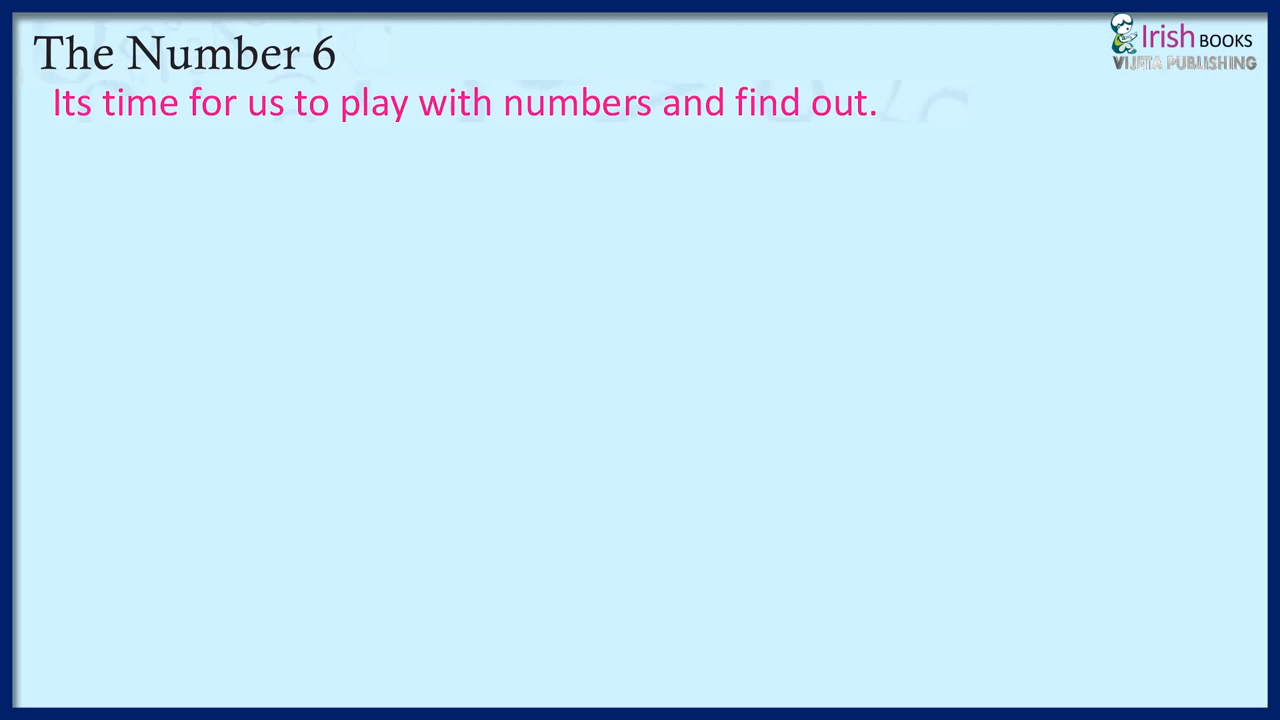 The Number 6
Irish BOOKS
VIJETA PUBLISHING
Its time for us to play with numbers and find out.